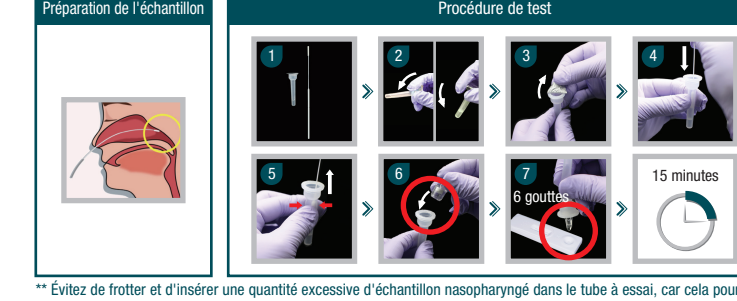 Préparation de l'échantillon
Procédure de test
1
2
3
4
5
6
7
6 gouttes
15 minutes
** Évitez de frotter et d'insérer une quantité excessive d'échantillon nasopharyngé dans le tube à essai, car cela pour